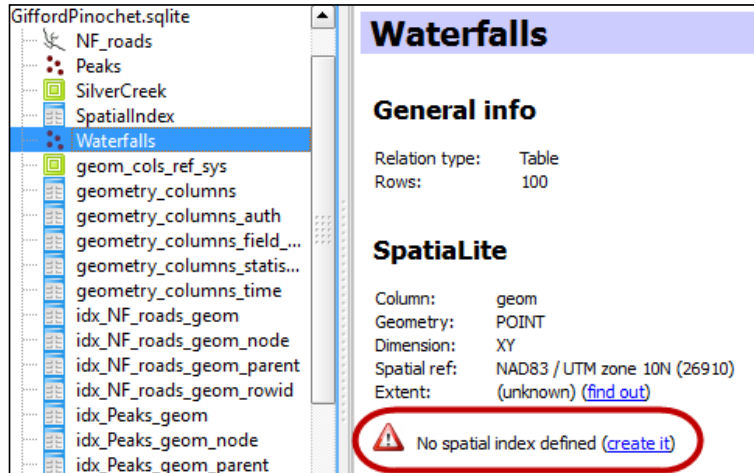 GiffordPinochet.sqlite
NF_roads
Peaks
SilverCreek
SpatialIndex
Waterfalls
geom_cols_ref_sys
geometry_columns
geometry_columns_auth
geometry_columns_field_...
geometry_columns_statis...
geometry_columns_time
idx_NF_roads_geom
idx_NF_roads_geom_node
idx_NF_roads_geom_parent
idx_NF_roads_geom_rowid
idx_Peaks_geom
idx_Peaks_geom_node
idx_Peaks_geom_parent
Waterfalls
General info
Relation type: Table
Rows: 100
SpatiaLite
Column: geom
Geometry: POINT
Dimension: XY
Spatial ref: NAD83 / UTM zone 10N (26910)
Extent: (unknown) (find out)
No spatial index defined (create it)